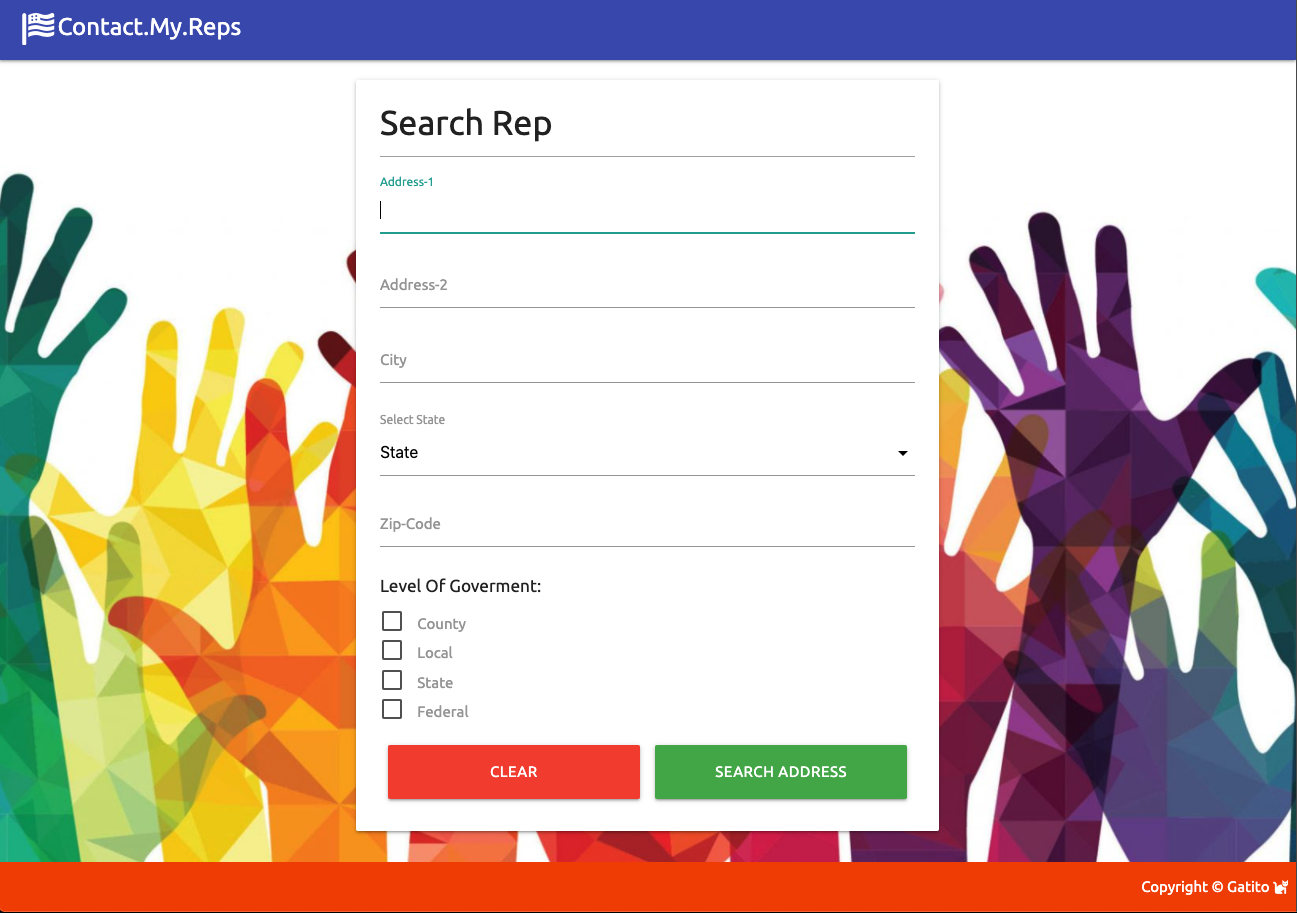 Contact.My.Reps
Search Rep
Address-1
Address-2
City
Select State
State
Zip-Code
Level Of Goverment:
County
Local
State
Federal
CLEAR
SEARCH ADDRESS
Copyright © Gatito